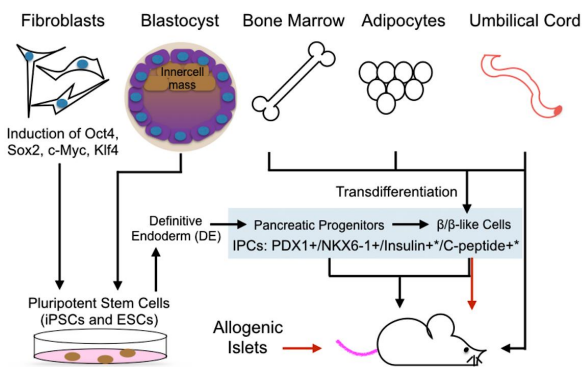 Fibroblasts
Blastocyst
Bone Marrow
Adipocytes
Umbilical Cord
Innercell
mass
Induction of Oct4,
Sox2, c-Myc, Klf4
Transdifferentiation
Definitive
Endoderm (DE)
Pancreatic Progenitors
β/β-like Cells
IPCs: PDX1+/NKX6-1+/Insulin+*/C-peptide+*
Pluripotent Stem Cells
(iPSCs and ESCs)
Allogenic
Islets